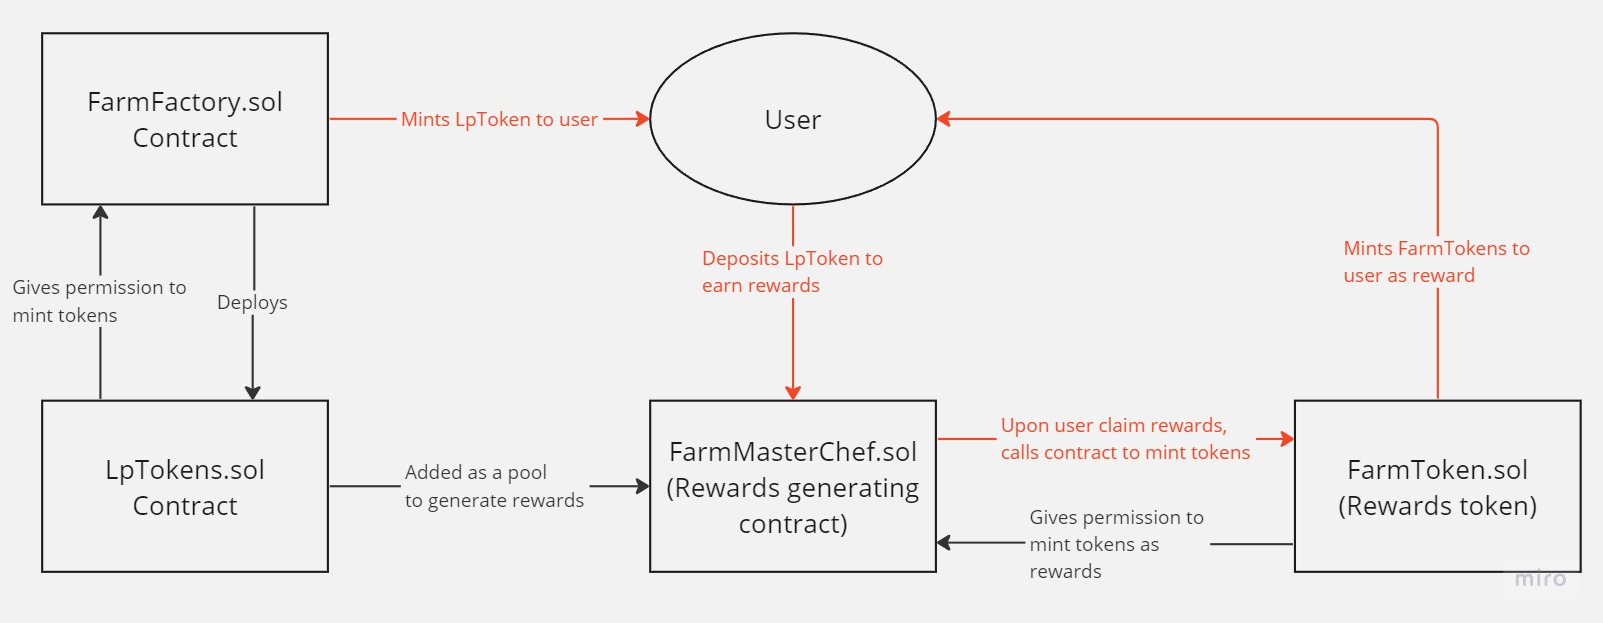 FarmFactory.sol
Contract
Mints LpToken to user
User
Gives permission to
mint tokens
Deploys
Deposits LpToken to
earn rewards
Mints FarmTokens to
user as reward
LpTokens.sol
Contract
Added as a pool
to generate rewards
FarmMasterChef.sol
(Rewards generating
contract)
Upon user claim rewards,
calls contract to mint tokens
Gives permission to
mint tokens as
rewards
FarmToken.sol
(Rewards token)
miro